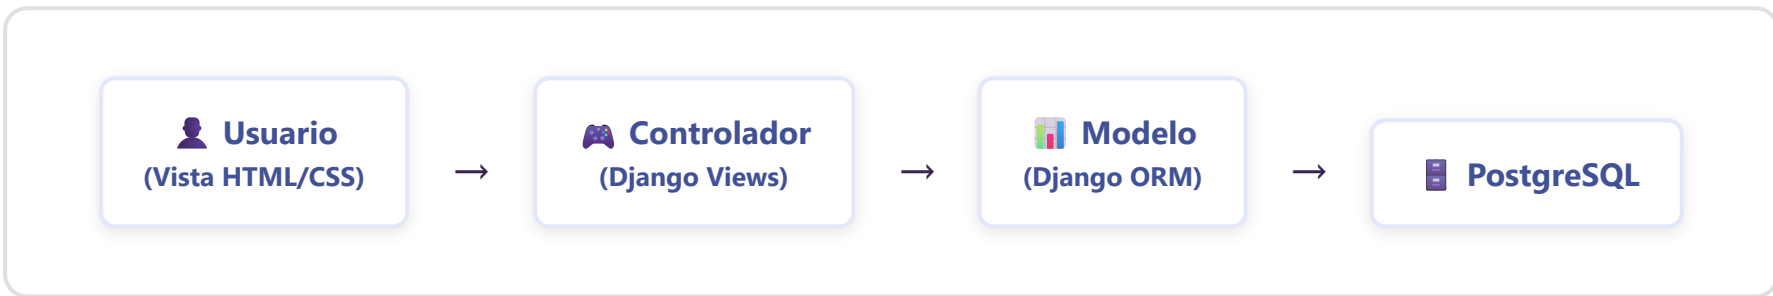 Usuario
(Vista HTML/CSS)
→
Controlador
(Django Views)
→
Modelo
(Django ORM)
→
PostgreSQL